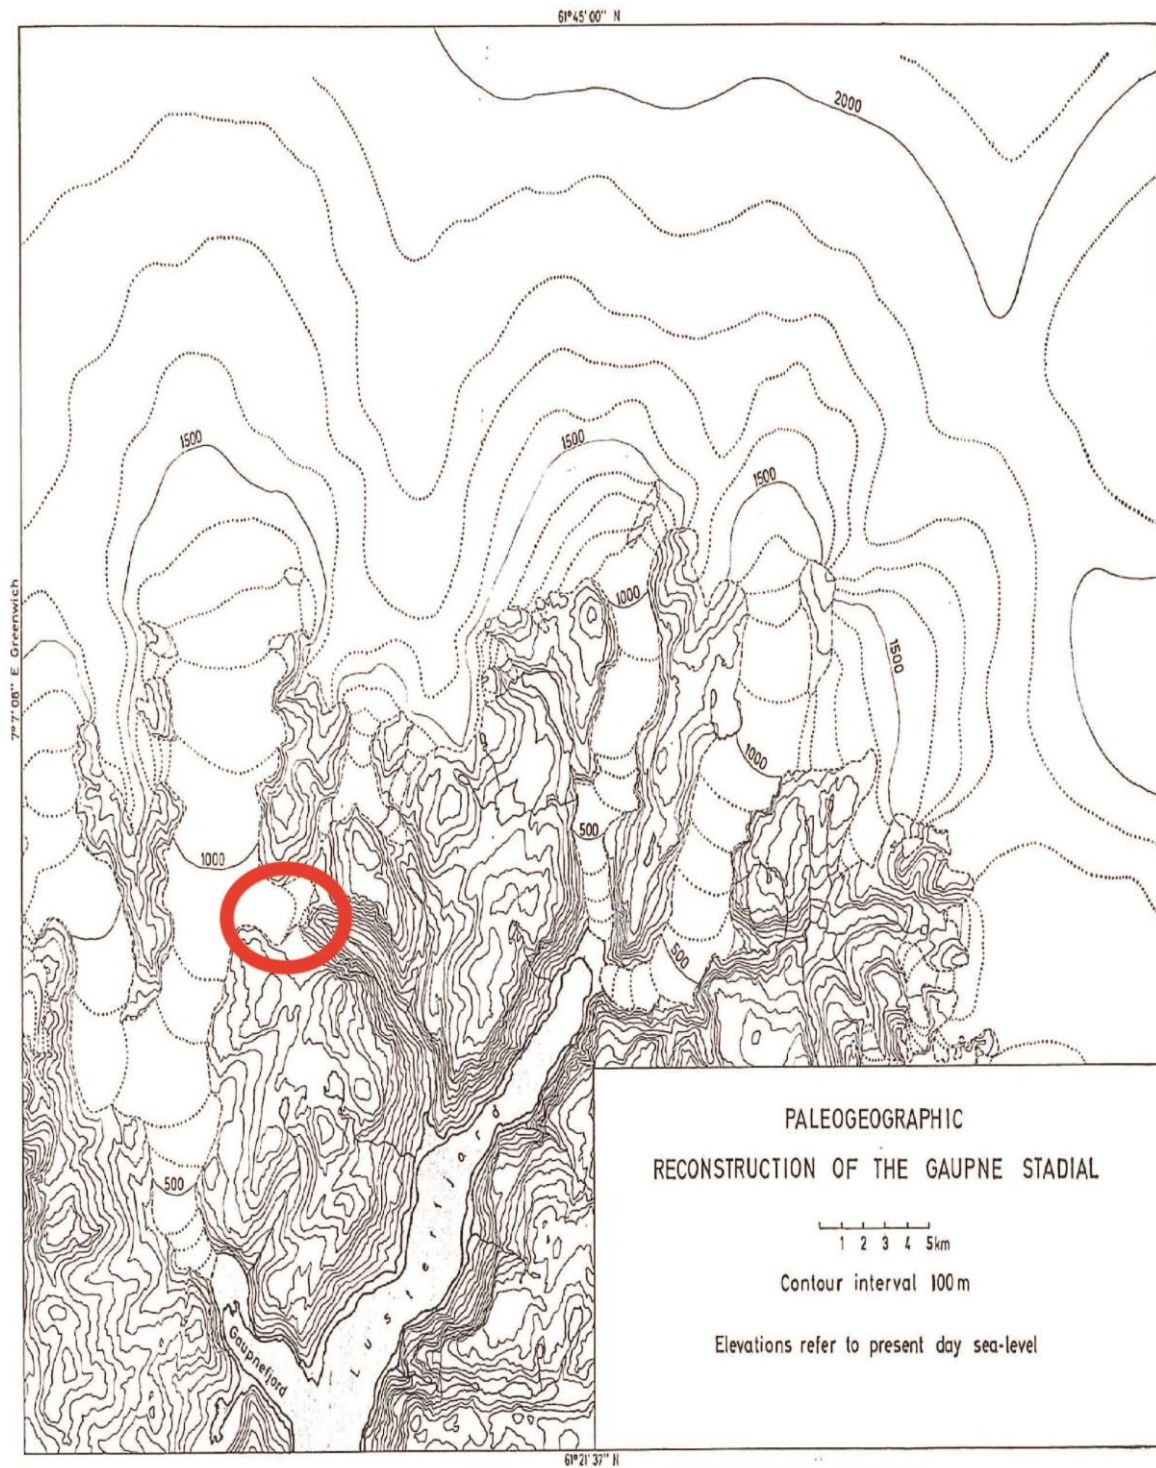 61°45'00" N
2000
1500
1500
1500
7° 7' 08" E Greenwich
1000
1500
1000
500
1000
500
500
Gaupnefjord
Lusterfjord
PALEOGEOGRAPHIC
RECONSTRUCTION OF THE GAUPNE STADIAL
1 2 3 4 5km
Contour interval 100 m
Elevations refer to present day sea-level
61°21'37" N